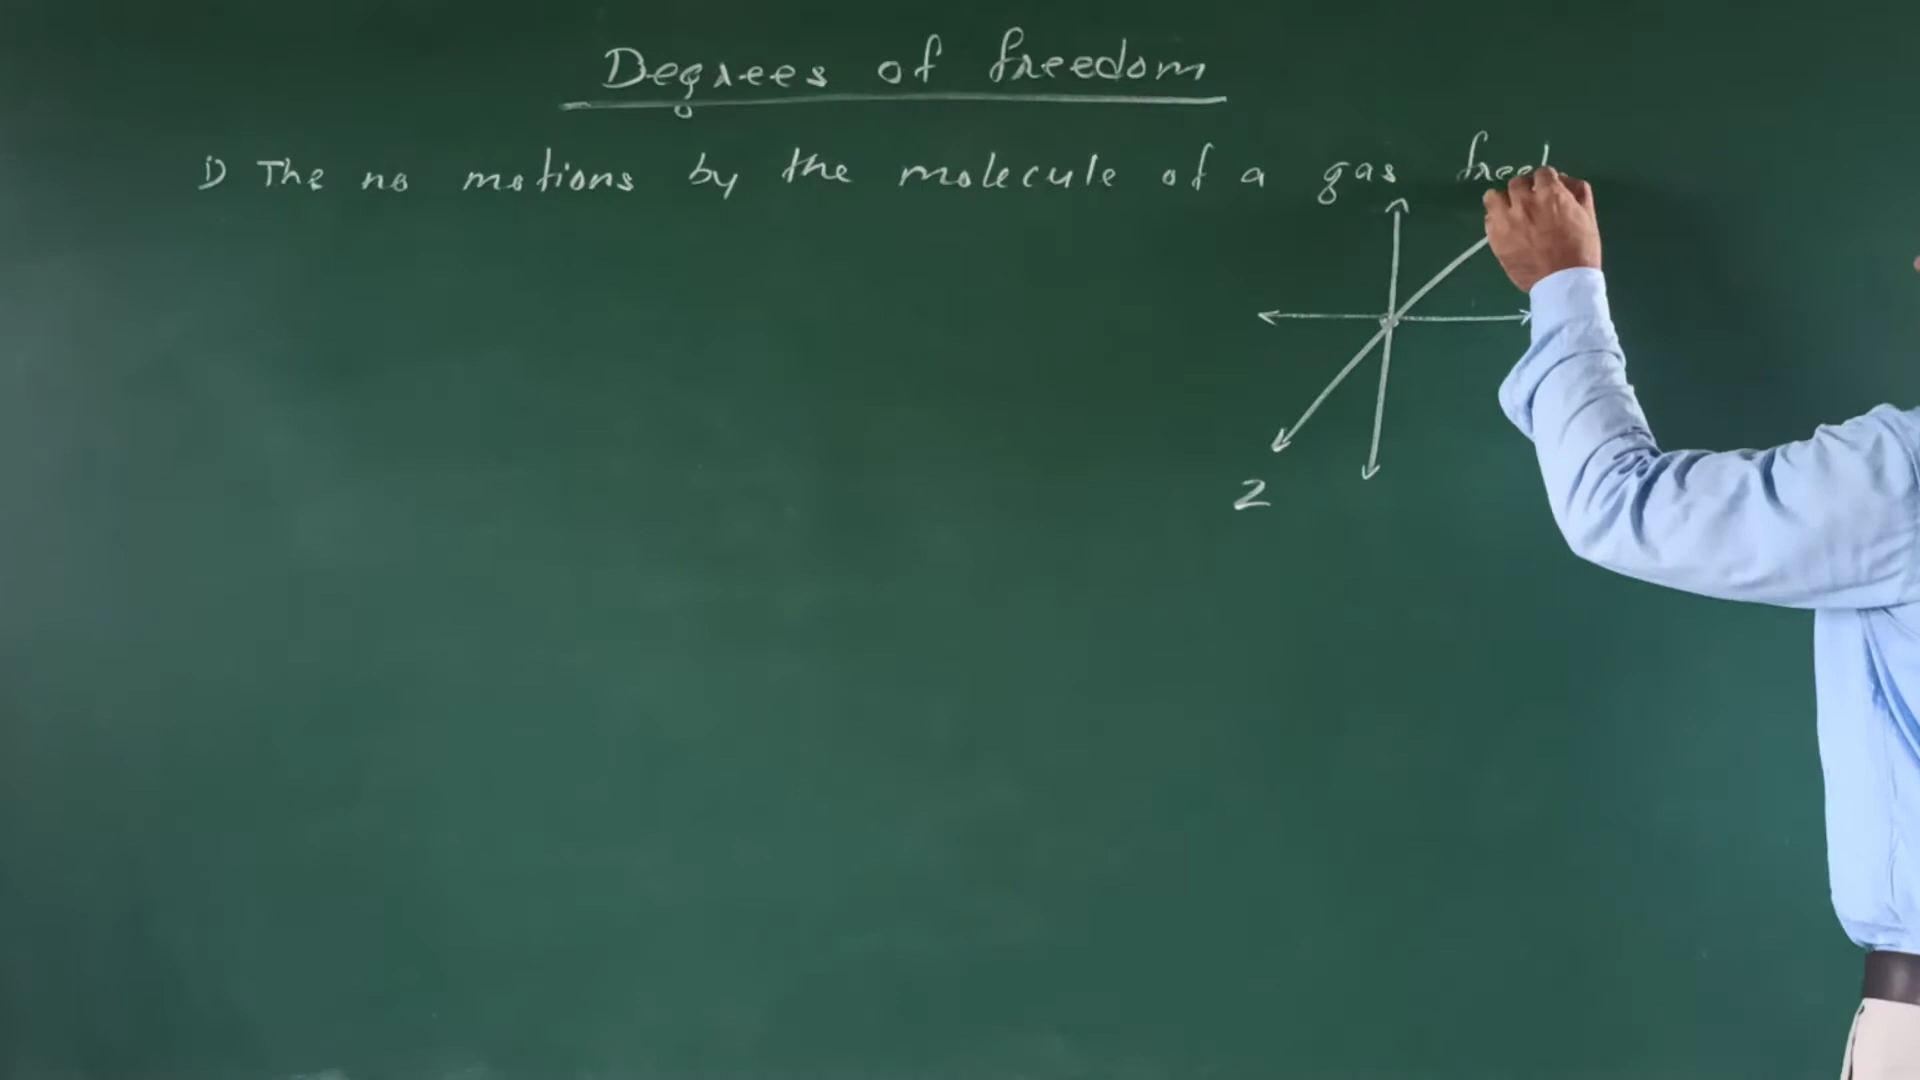 Degrees of freedom
1) The no motions by the molecule of a gas
Z